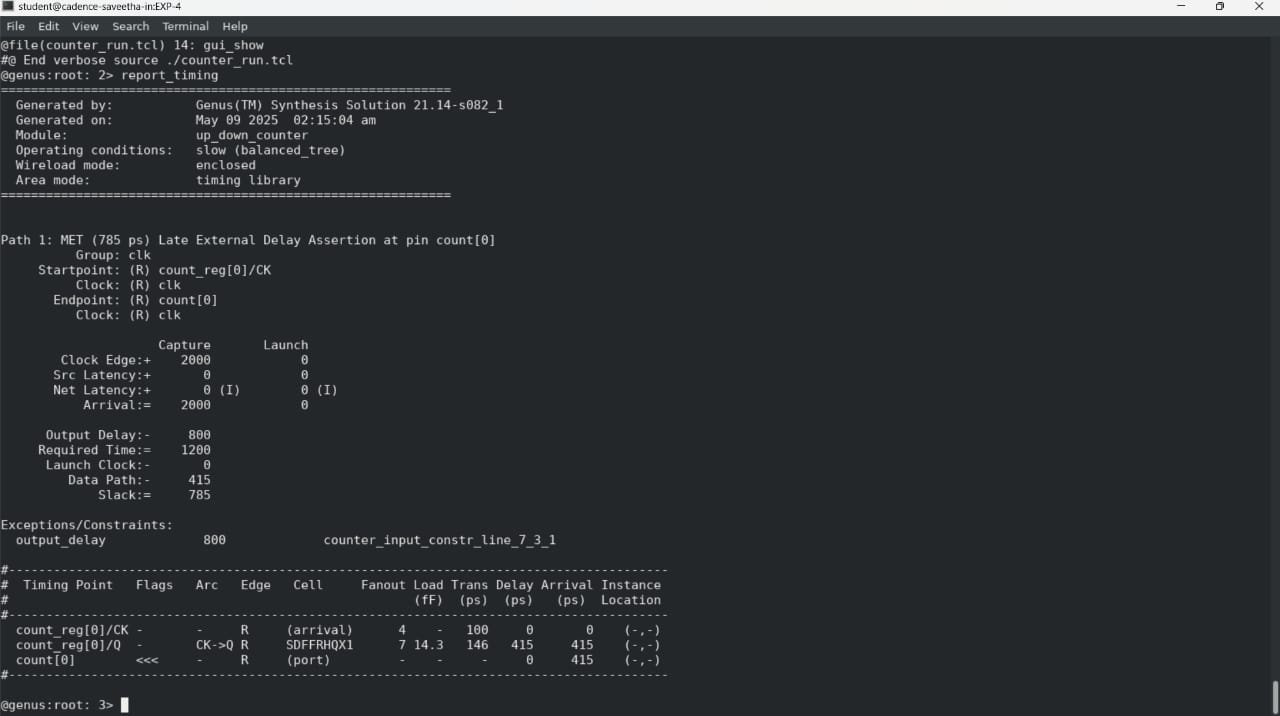 student@cadence-saveetha-in:EXP-4
File Edit View Search Terminal Help
@file(counter_run.tcl) 14: gui_show
#@ End verbose source ./counter_run.tcl
@genus:root: 2> report_timing
============================================================
  Generated by:           Genus(TM) Synthesis Solution 21.14-s082_1
  Generated on:           May 09 2025  02:15:04 am
  Module:                 up_down_counter
  Operating conditions:   slow (balanced_tree)
  Wireload mode:          enclosed
  Area mode:              timing library
============================================================
Path 1: MET (785 ps) Late External Delay Assertion at pin count[0]
          Group: clk
     Startpoint: (R) count_reg[0]/CK
          Clock: (R) clk
       Endpoint: (R) count[0]
          Clock: (R) clk
                     Capture       Launch
        Clock Edge:+    2000            0
       Src Latency:+       0            0
       Net Latency:+       0 (I)        0 (I)
           Arrival:=    2000            0
      Output Delay:-     800
     Required Time:=    1200
      Launch Clock:-       0
         Data Path:-     415
             Slack:=     785
Exceptions/Constraints:
  output_delay             800             counter_input_constr_line_7_3_1
#----------------------------------------------------------------------------------------
#  Timing Point   Flags   Arc   Edge   Cell     Fanout Load Trans Delay Arrival Instance
#                                                      (fF)  (ps)  (ps)   (ps)  Location
#----------------------------------------------------------------------------------------
  count_reg[0]/CK -       -     R     (arrival)      4    -   100     0       0    (-,-)
  count_reg[0]/Q  -       CK->Q R     SDFFRHQX1      7 14.3   146   415     415    (-,-)
  count[0]        <<<     -     R     (port)         -    -     -     0     415    (-,-)
#----------------------------------------------------------------------------------------
@genus:root: 3>